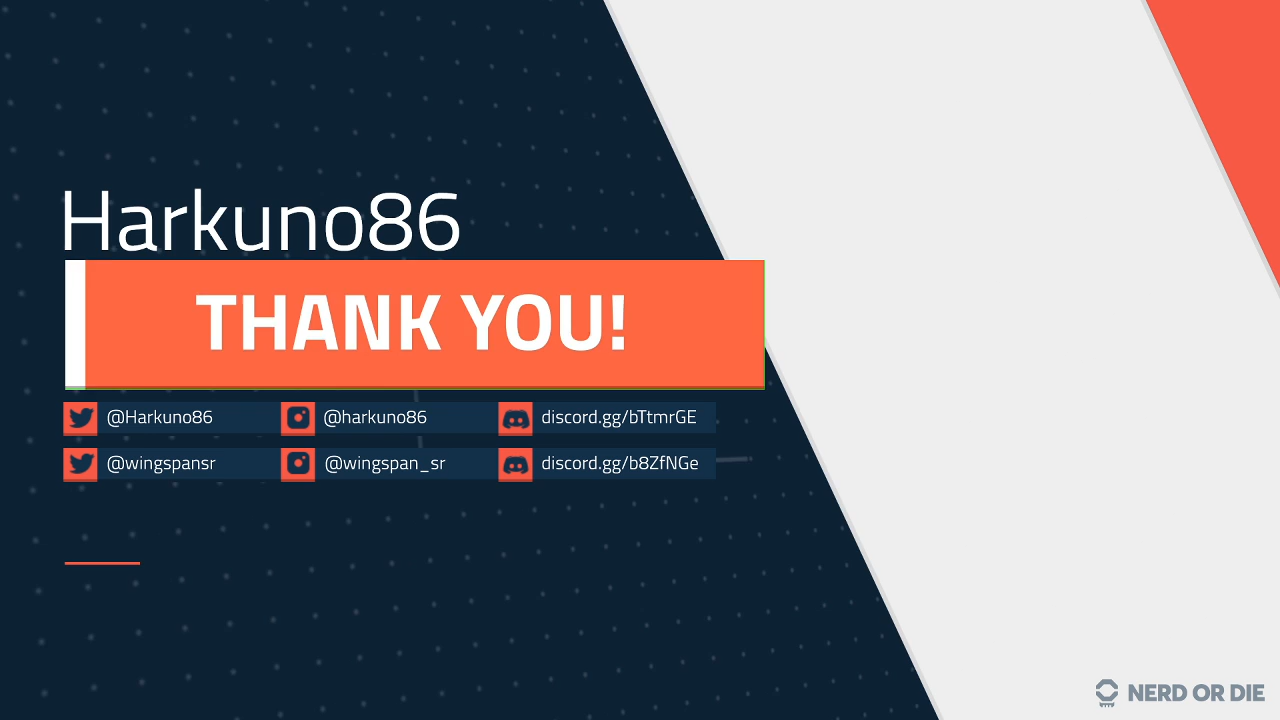 Harkuno86
THANK YOU!
@Harkuno86 @harkuno86 discord.gg/bTtmrGE
@wingspansr @wingspan_sr discord.gg/b8ZfNGe
NERD OR DIE